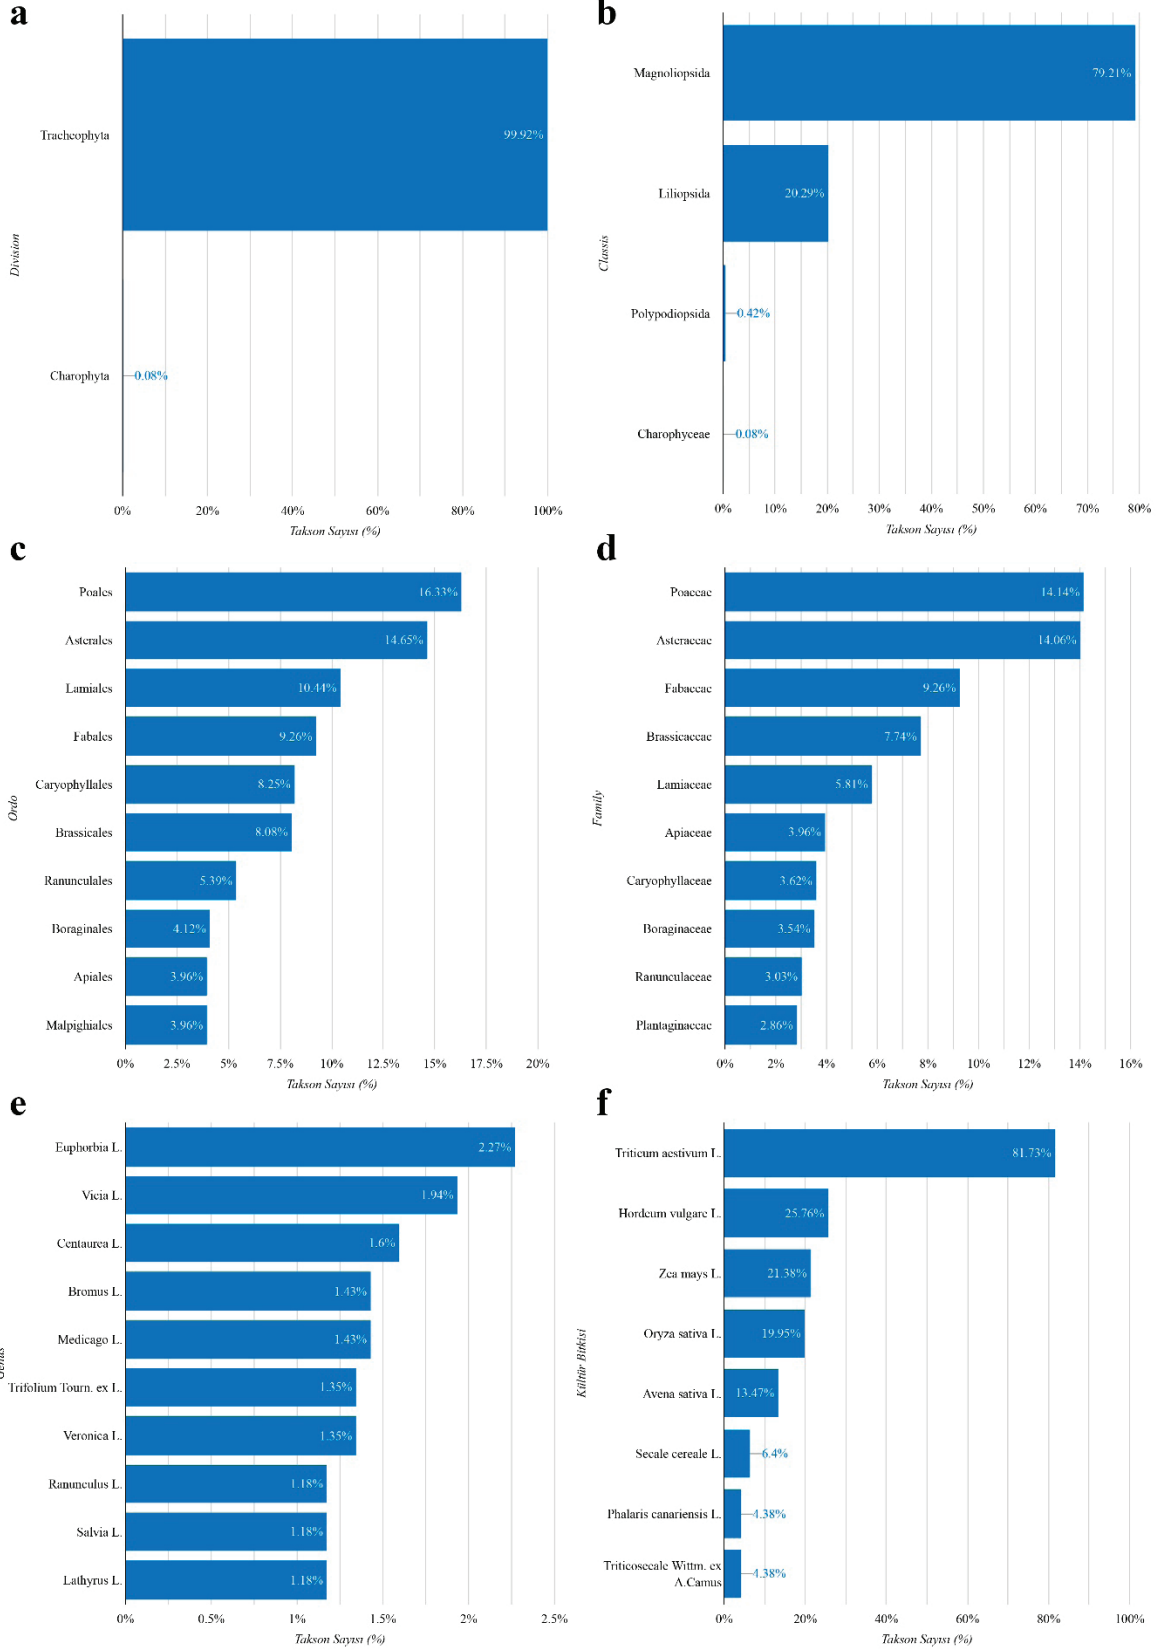 a
Tracheophyta
99.92%
Charophyta
0.08%
Division
0% 20% 40% 60% 80% 100%
Takson Sayısı (%)
b
Magnoliopsida
79.21%
Liliopsida
20.29%
Polypodiopsida
0.42%
Charophyceae
0.08%
Classis
0% 10% 20% 30% 40% 50% 60% 70% 80%
Takson Sayısı (%)
c
Poales
16.33%
Asterales
14.65%
Lamiales
10.44%
Fabales
9.26%
Caryophyllales
8.25%
Brassicales
8.08%
Ranunculales
5.39%
Boraginales
4.12%
Apiales
3.96%
Malpighiales
3.96%
Ordo
0% 2.5% 5% 7.5% 10% 12.5% 15% 17.5% 20%
Takson Sayısı (%)
d
Poaceae
14.14%
Asteraceae
14.06%
Fabaceae
9.26%
Brassicaceae
7.74%
Lamiaceae
5.81%
Apiaceae
3.96%
Caryophyllaceae
3.62%
Boraginaceae
3.54%
Ranunculaceae
3.03%
Plantaginaceae
2.86%
Family
0% 2% 4% 6% 8% 10% 12% 14% 16%
Takson Sayısı (%)
e
Euphorbia L.
2.27%
Vicia L.
1.94%
Centaurea L.
1.6%
Bromus L.
1.43%
Medicago L.
1.43%
Trifolium Tourn. ex L.
1.35%
Veronica L.
1.35%
Ranunculus L.
1.18%
Salvia L.
1.18%
Lathyrus L.
1.18%
0% 0.5% 1% 1.5% 2% 2.5%
Takson Sayısı (%)
f
Triticum aestivum L.
81.73%
Hordeum vulgare L.
25.76%
Zea mays L.
21.38%
Oryza sativa L.
19.95%
Avena sativa L.
13.47%
Secale cereale L.
6.4%
Phalaris canariensis L.
4.38%
Triticosecale Wittm. ex
A.Camus
4.38%
Kültür Bitkisi
0% 20% 40% 60% 80% 100%
Takson Sayısı (%)